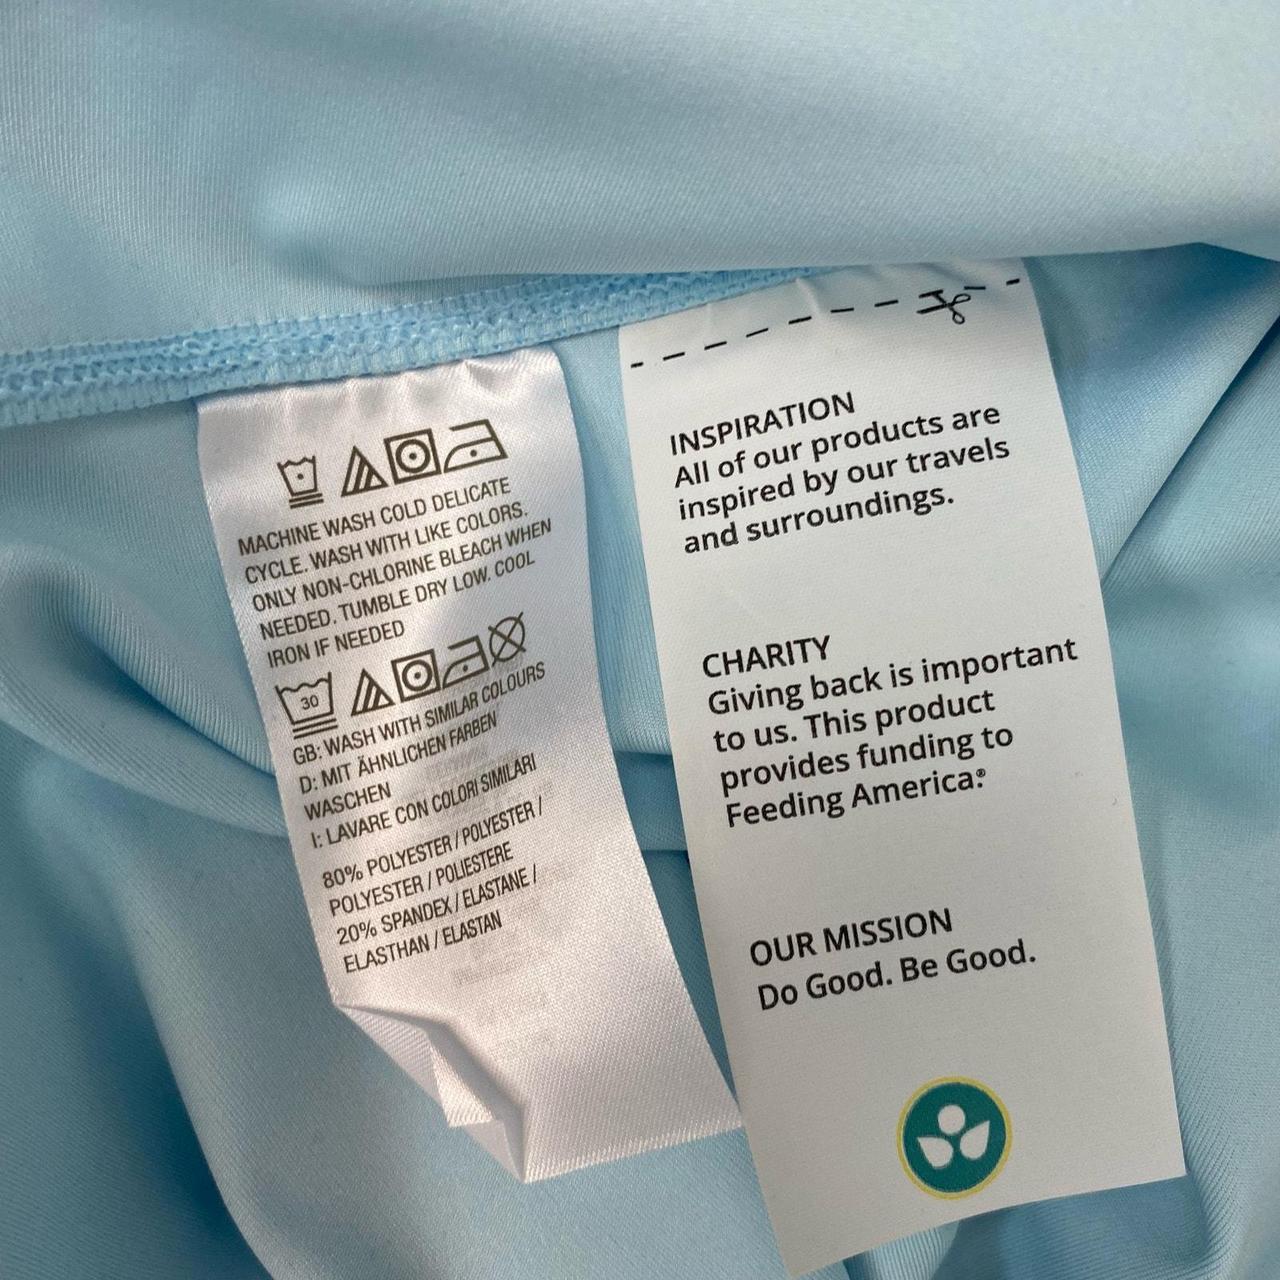 MACHINE WASH COLD DELICATE
CYCLE. WASH WITH LIKE COLORS.
ONLY NON-CHLORINE BLEACH WHEN
NEEDED. TUMBLE DRY LOW. COOL
IRON IF NEEDED
30
GB: WASH WITH SIMILAR COLOURS
D: MIT ÄHNLICHEN FARBEN
WASCHEN
I: LAVARE CON COLORI SIMILARI
80% POLYESTER / POLYESTER /
POLYESTER / POLIESTERE
20% SPANDEX / ELASTANE /
ELASTHAN / ELASTAN
INSPIRATION
All of our products are
inspired by our travels
and surroundings.
CHARITY
Giving back is important
to us. This product
provides funding to
Feeding America.®
OUR MISSION
Do Good. Be Good.